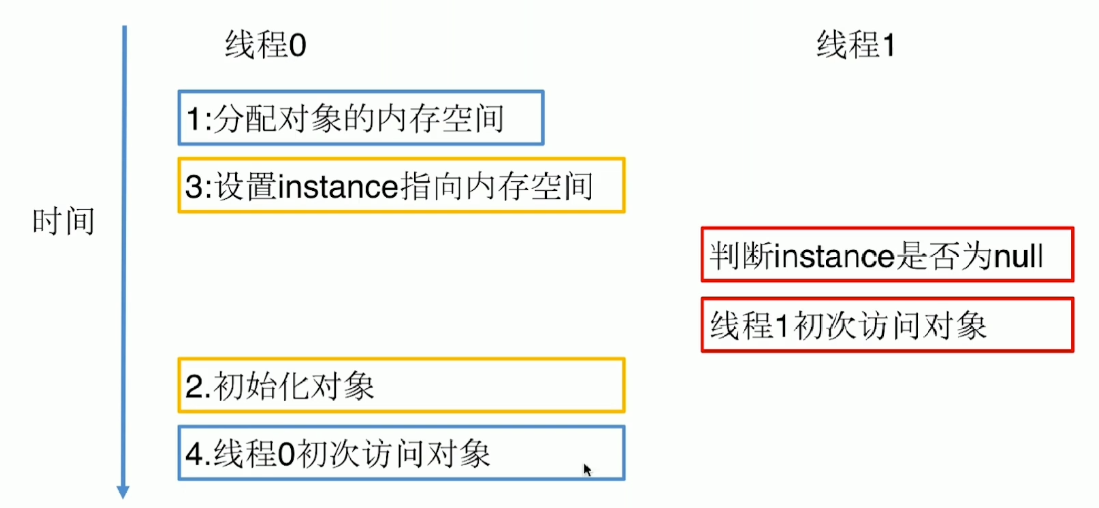 线程0
线程1
1:分配对象的内存空间
3:设置instance指向内存空间
时间
判断instance是否为null
线程1初次访问对象
2.初始化对象
4.线程0初次访问对象